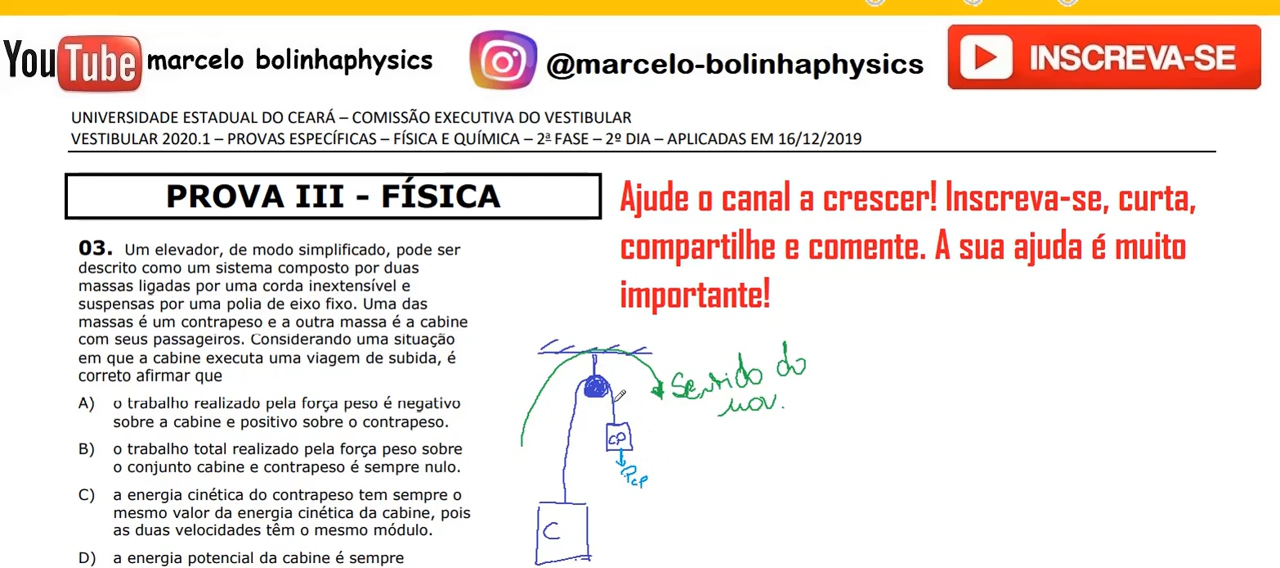 You Tube marcelo bolinhaphysics
@marcelo-bolinhaphysics
INSCREVA-SE
UNIVERSIDADE ESTADUAL DO CEARÁ – COMISSÃO EXECUTIVA DO VESTIBULAR
VESTIBULAR 2020.1 – PROVAS ESPECÍFICAS – FÍSICA E QUÍMICA – 2ª FASE – 2º DIA – APLICADAS EM 16/12/2019
PROVA III - FÍSICA
Ajude o canal a crescer! Inscreva-se, curta,
compartilhe e comente. A sua ajuda é muito
importante!
03. Um elevador, de modo simplificado, pode ser
descrito como um sistema composto por duas
massas ligadas por uma corda inextensível e
suspensas por uma polia de eixo fixo. Uma das
massas é um contrapeso e a outra massa é a cabine
com seus passageiros. Considerando uma situação
em que a cabine executa uma viagem de subida, é
correto afirmar que
A) o trabalho realizado pela força peso é negativo
sobre a cabine e positivo sobre o contrapeso.
B) o trabalho total realizado pela força peso sobre
o conjunto cabine e contrapeso é sempre nulo.
C) a energia cinética do contrapeso tem sempre o
mesmo valor da energia cinética da cabine, pois
as duas velocidades têm o mesmo módulo.
D) a energia potencial da cabine é sempre
Sentido do
mov.
CP
Pcp
C